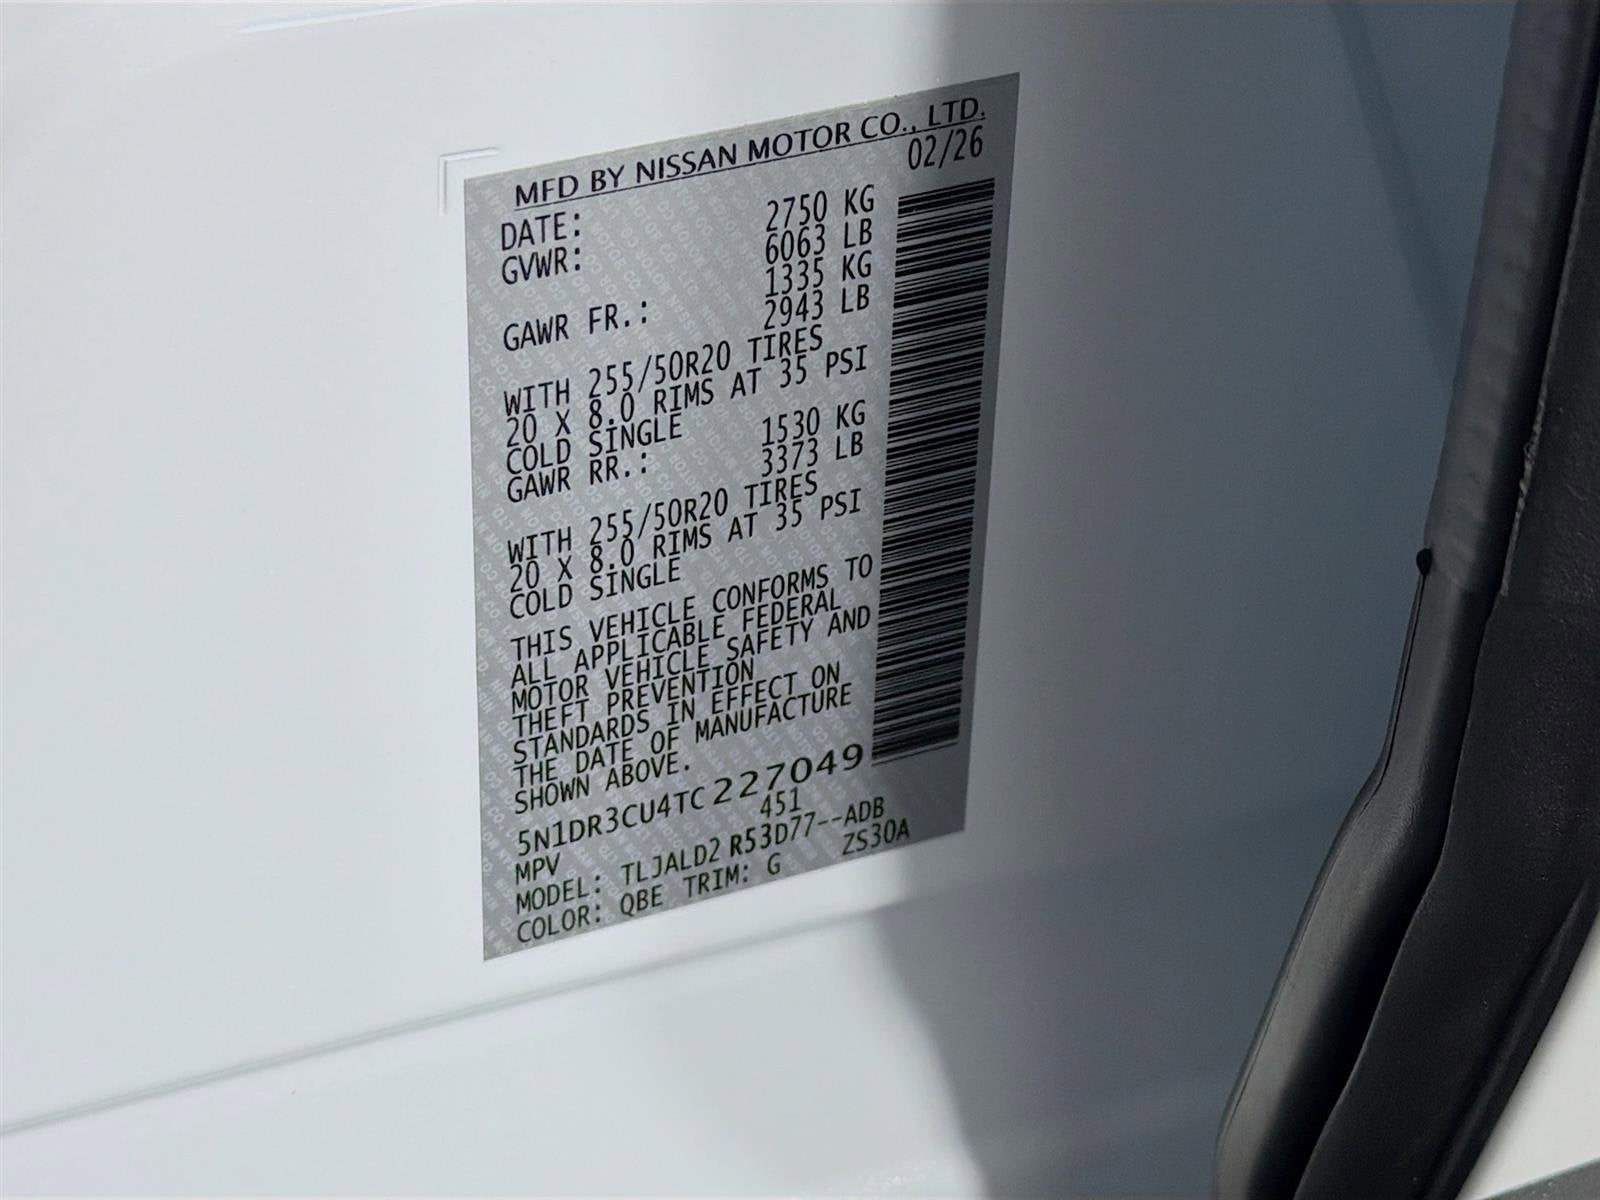 MFD BY NISSAN MOTOR CO., LTD.
DATE: 02/26
GVWR: 2750 KG
6063 LB
GAWR FR.: 1335 KG
2943 LB
WITH 255/50R20 TIRES
20 X 8.0 RIMS AT 35 PSI
COLD SINGLE
GAWR RR.: 1530 KG
3373 LB
WITH 255/50R20 TIRES
20 X 8.0 RIMS AT 35 PSI
COLD SINGLE
THIS VEHICLE CONFORMS TO
ALL APPLICABLE FEDERAL
MOTOR VEHICLE SAFETY AND
THEFT PREVENTION
STANDARDS IN EFFECT ON
THE DATE OF MANUFACTURE
SHOWN ABOVE.
5N1DR3CU4TC227049
MPV 451
MODEL: TLJALD2 R53D77--ADB
COLOR: QBE TRIM: G ZS30A